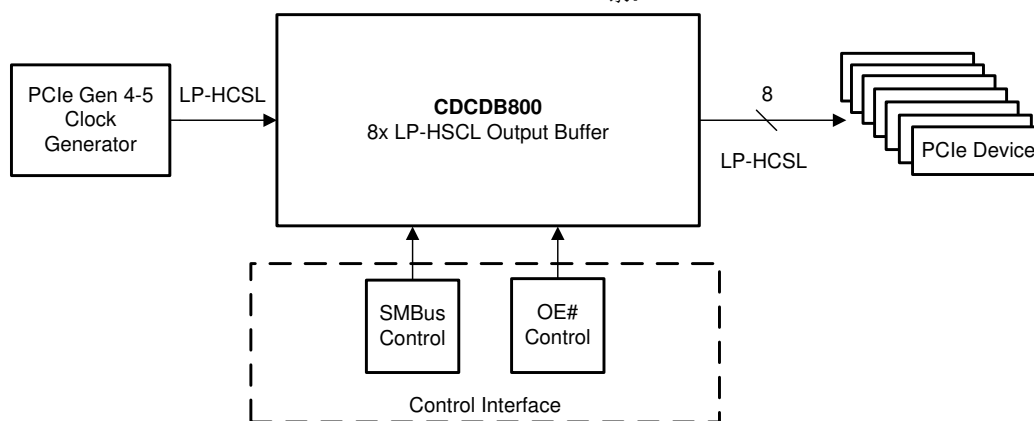 PCIe Gen 4-5
Clock
Generator
LP-HCSL
CDCDB800
8x LP-HSCL Output Buffer
8
LP-HCSL
PCIe Device
SMBus
Control
OE#
Control
Control Interface